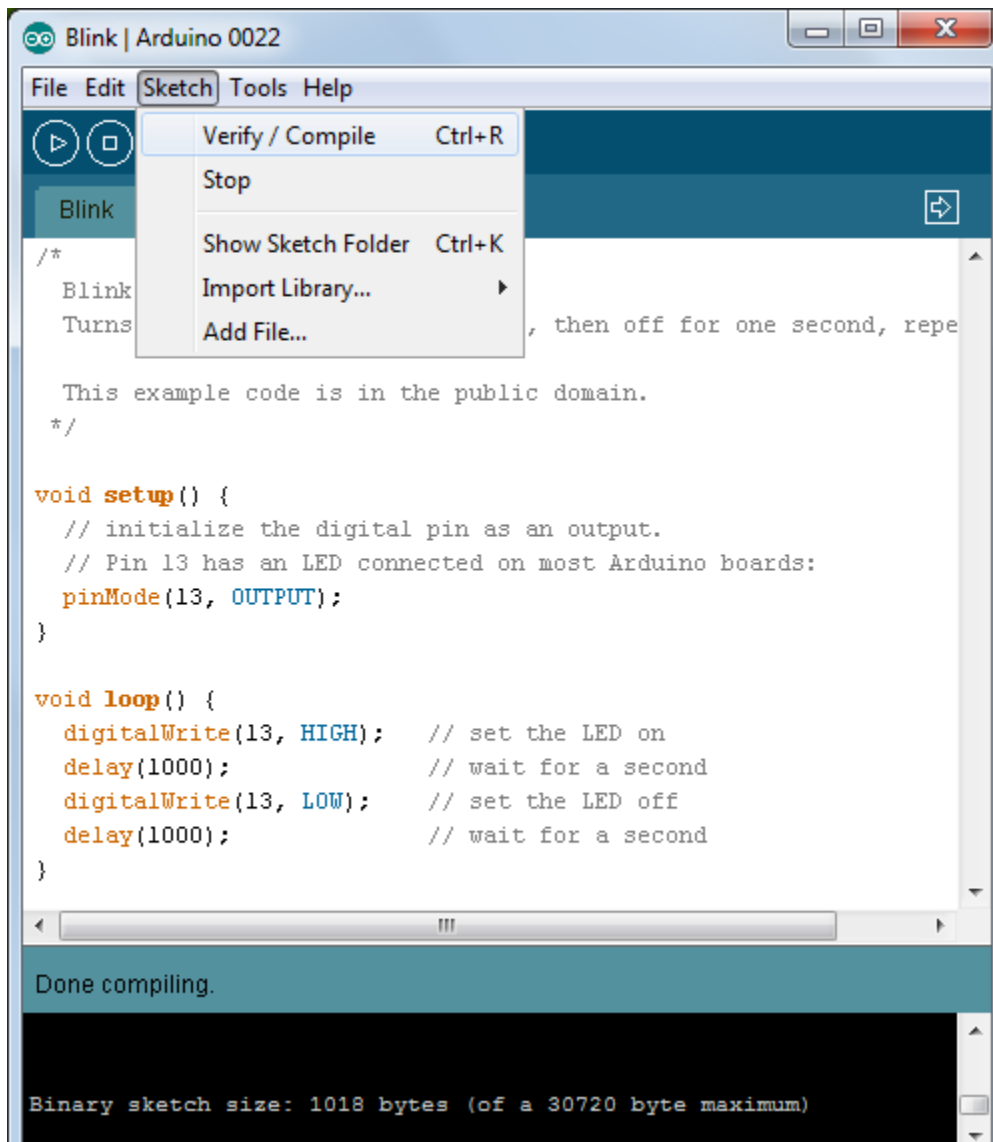 Blink | Arduino 0022
File Edit Sketch Tools Help
Verify / Compile Ctrl+R
Stop
Show Sketch Folder Ctrl+K
Import Library...
Add File...
Blink
/*
Blink
Turns , then off for one second, repe
This example code is in the public domain.
*/
void setup() {
// initialize the digital pin as an output.
// Pin 13 has an LED connected on most Arduino boards:
pinMode(13, OUTPUT);
}
void loop() {
digitalWrite(13, HIGH); // set the LED on
delay(1000); // wait for a second
digitalWrite(13, LOW); // set the LED off
delay(1000); // wait for a second
}
Done compiling.
Binary sketch size: 1018 bytes (of a 30720 byte maximum)